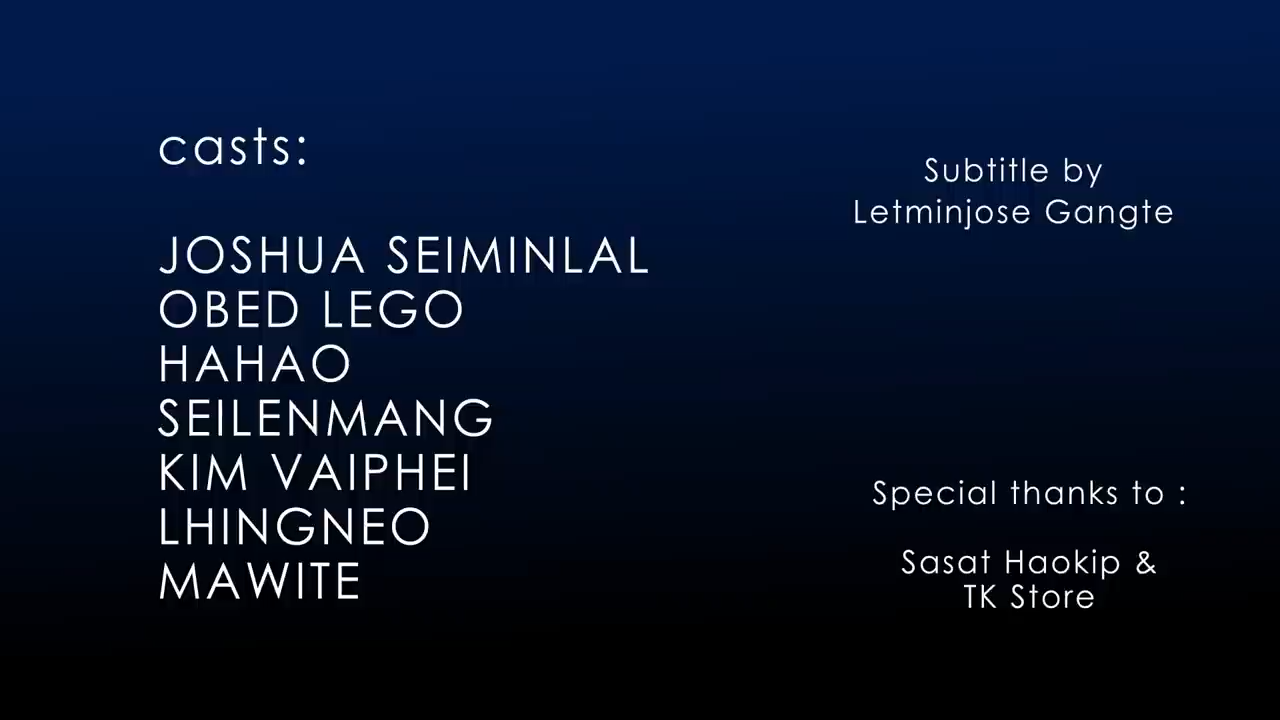 casts:
JOSHUA SEIMINLAL
OBED LEGO
HAHAO
SEILENMANG
KIM VAIPHEI
LHINGNEO
MAWITE
Subtitle by
Letminjose Gangte
Special thanks to :
Sasat Haokip &
TK Store